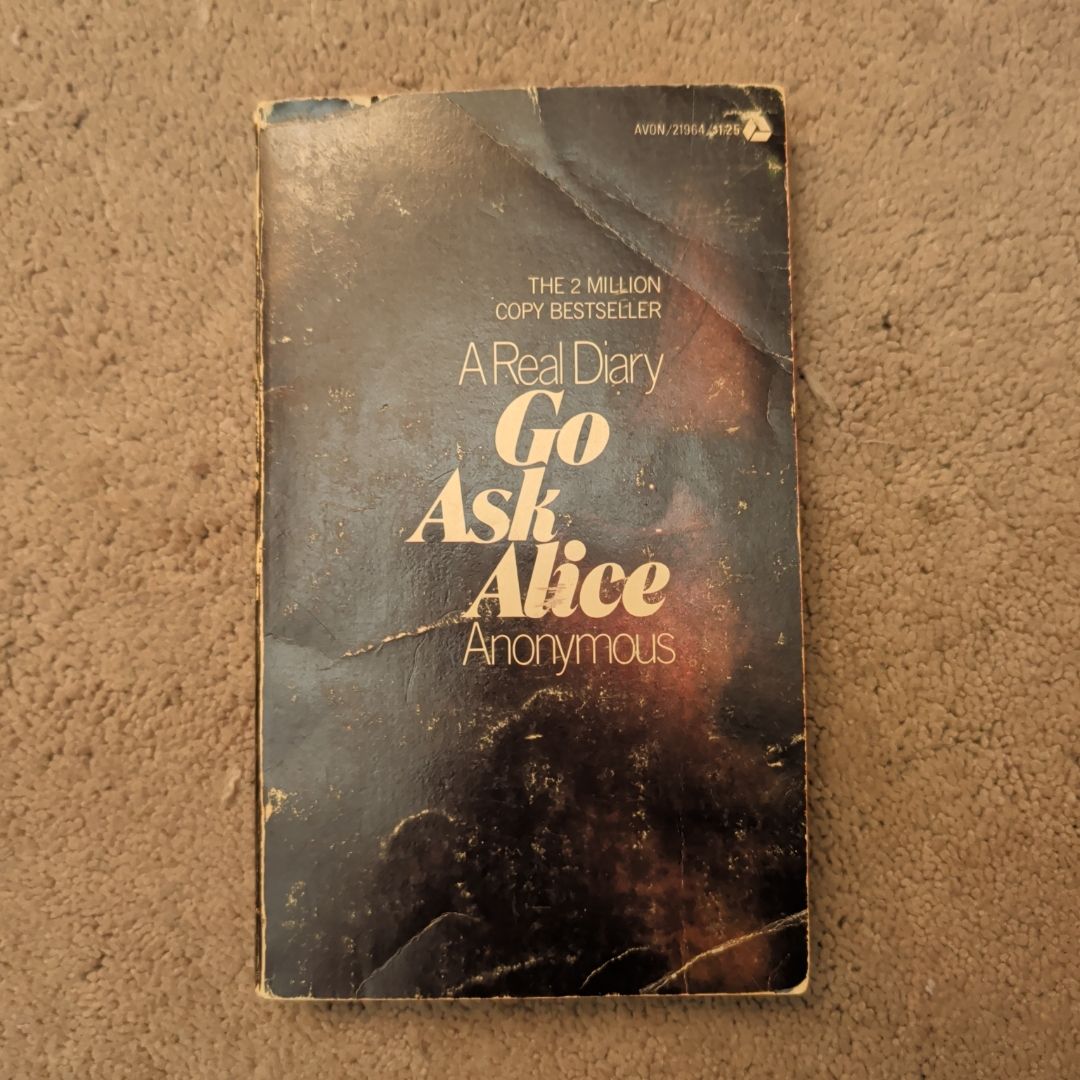 AVON/21964/$1.25
THE 2 MILLION
COPY BESTSELLER
A Real Diary
Go
Ask
Alice
Anonymous